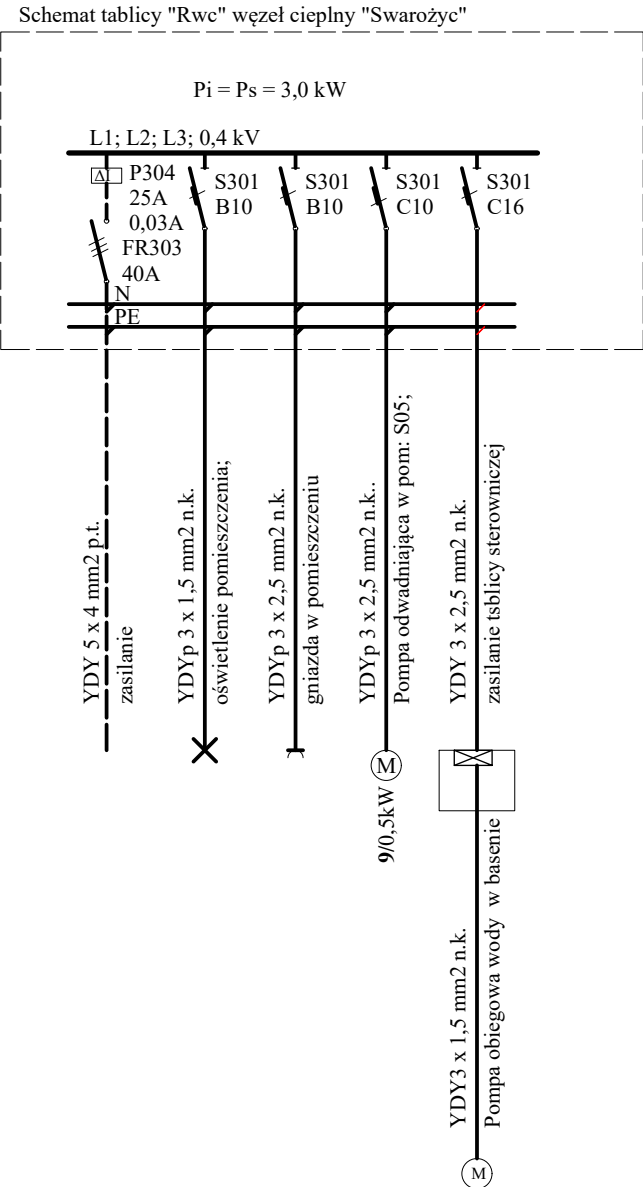 Schemat tablicy "Rwc" węzeł cieplny "Swarożyc"
Pi = Ps = 3,0 kW
L1; L2; L3; 0,4 kV
ΔI
P304
25A
0,03A
FR303
40A
S301
B10
S301
B10
S301
C10
S301
C16
N
PE
YDY 5 x 4 mm2 p.t.
zasilanie
YDYp 3 x 1,5 mm2 n.k.
oświetlenie pomieszczenia;
YDYp 3 x 2,5 mm2 n.k.
gniazda w pomieszczeniu
YDYp 3 x 2,5 mm2 n.k..
Pompa odwadniająca w pom: S05;
YDY 3 x 2,5 mm2 n.k.
zasilanie tsblicy sterowniczej
M
9/0,5kW
YDY3 x 1,5 mm2 n.k.
Pompa obiegowa wody w basenie
M